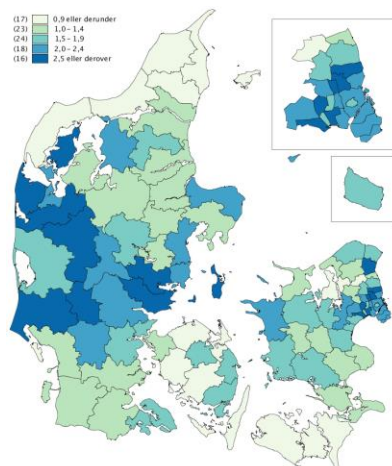 (17) 0,9 eller derunder
(23) 1,0 – 1,4
(24) 1,5 – 1,9
(18) 2,0 – 2,4
(16) 2,5 eller derover